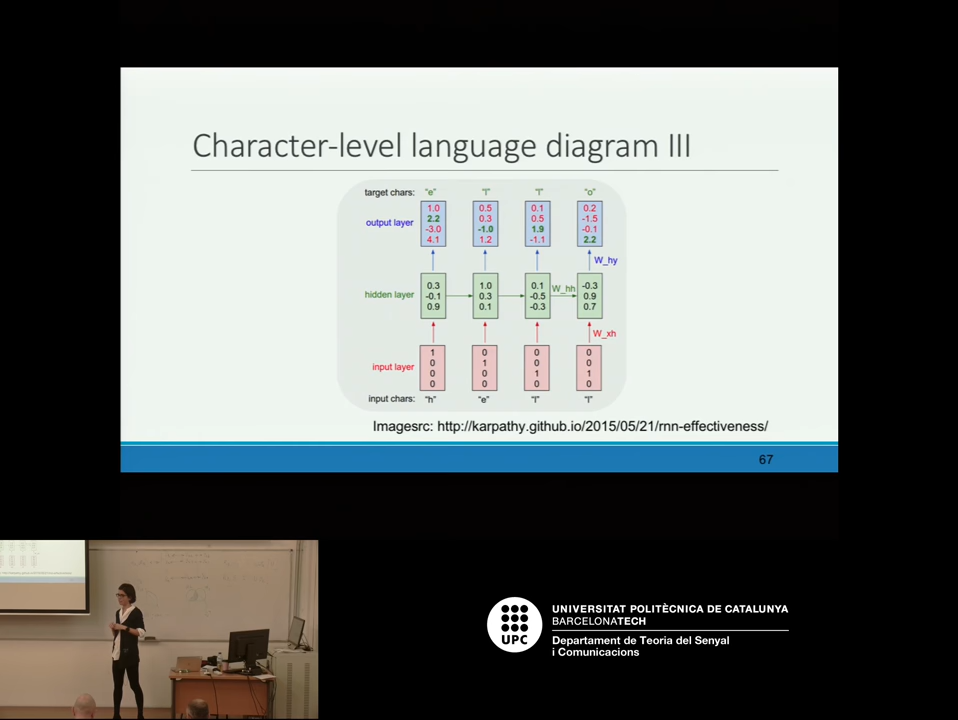 Character-level language diagram III
target chars: "e" "l" "l" "o"
output layer
1.0 0.5 0.1 0.2
2.2 0.3 0.5 -1.5
-3.0 -1.0 1.9 -0.1
4.1 1.2 -1.1 2.2
W_hy
hidden layer
0.3 1.0 0.1 -0.3
-0.1 0.3 -0.5 0.9
0.9 0.1 -0.3 0.7
W_hh
W_xh
input layer
1 0 0 0
0 1 0 0
0 0 1 1
0 0 0 0
input chars: "h" "e" "l" "l"
Imagesrc: http://karpathy.github.io/2015/05/21/rnn-effectiveness/
67
UPC
UNIVERSITAT POLITÈCNICA DE CATALUNYA
BARCELONATECH
Departament de Teoria del Senyal
i Comunicacions